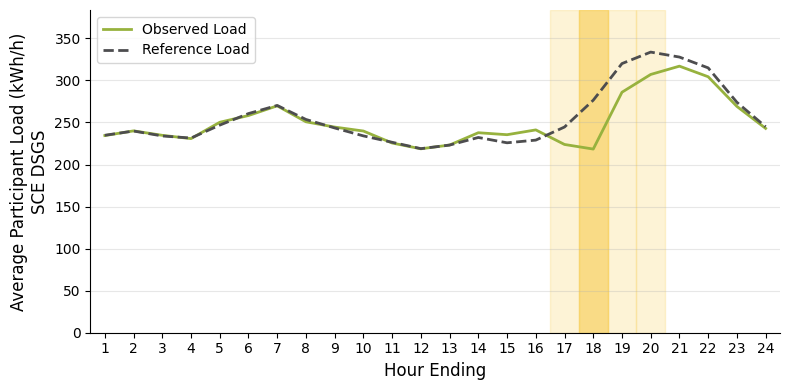 Observed Load
Reference Load
Average Participant Load (kWh/h)
SCE DSGS
350
300
250
200
150
100
50
0
1 2 3 4 5 6 7 8 9 10 11 12 13 14 15 16 17 18 19 20 21 22 23 24
Hour Ending